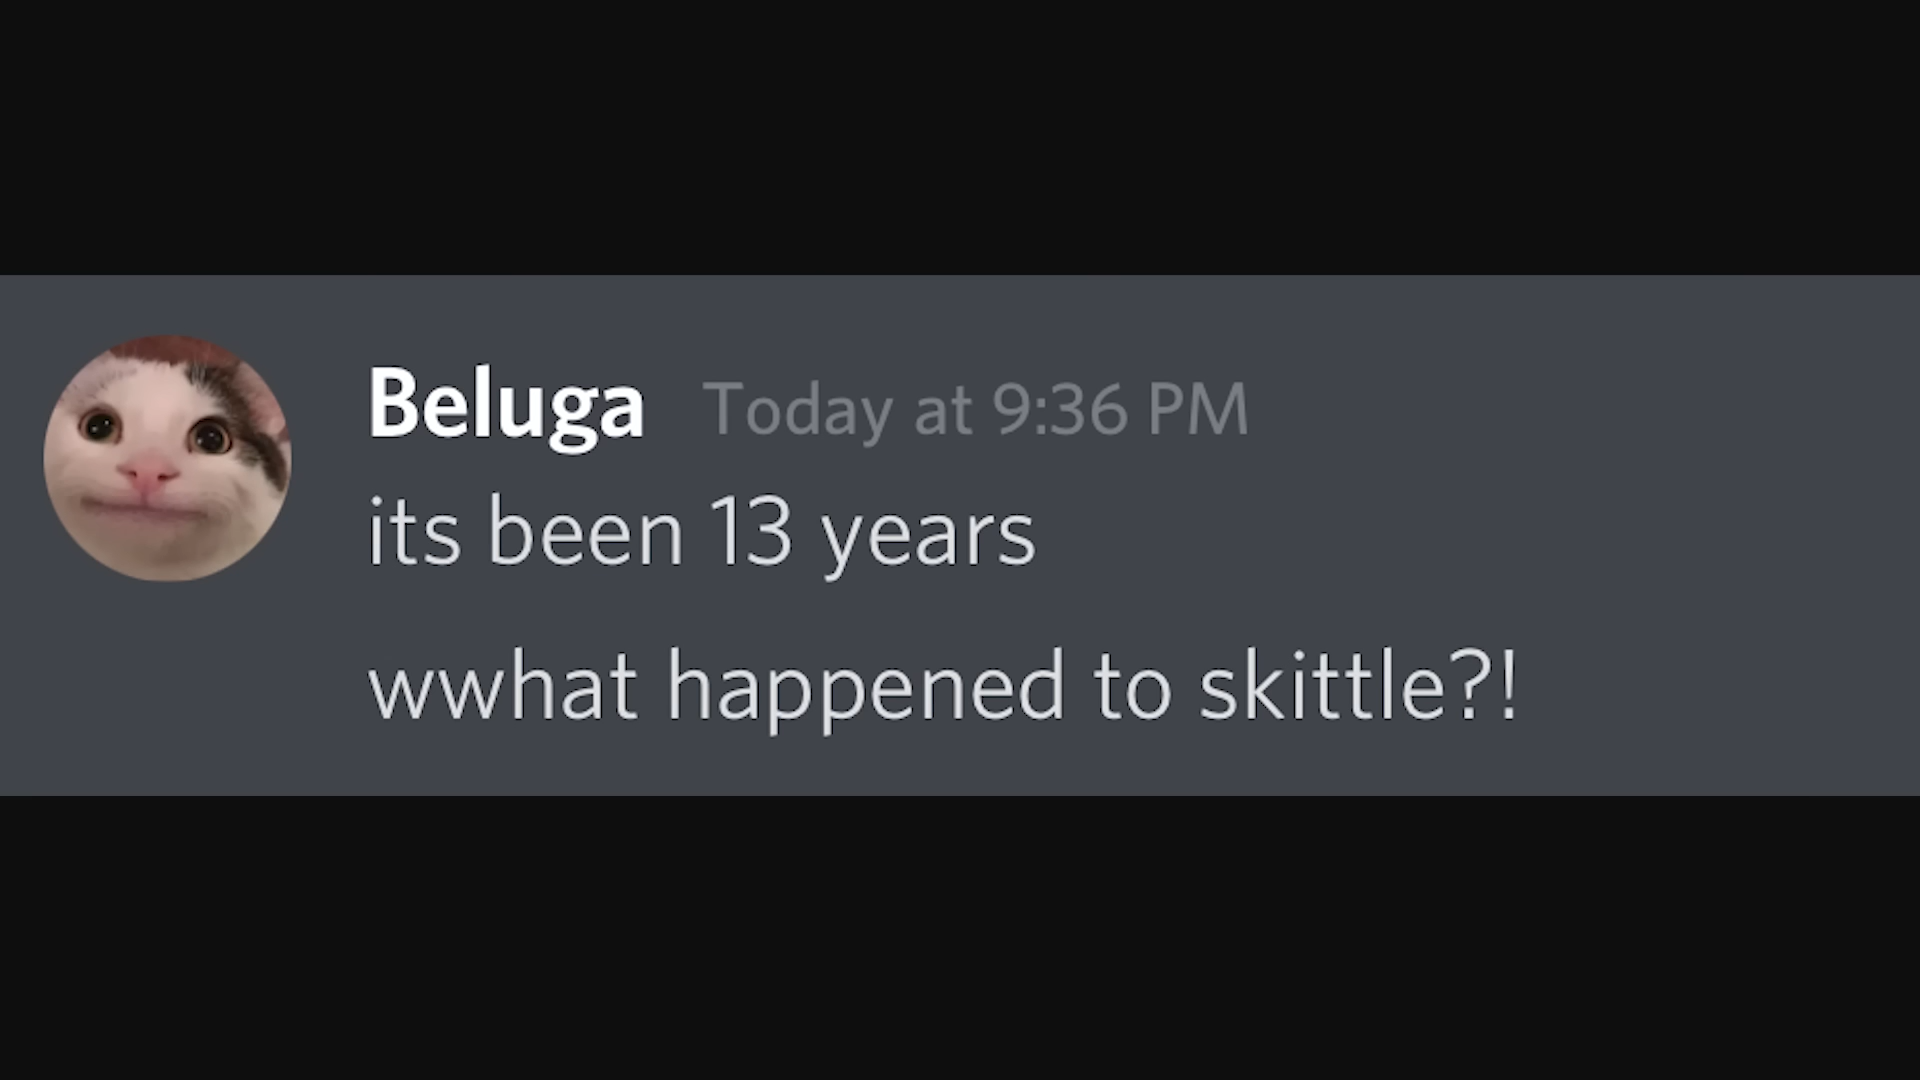 Beluga Today at 9:36 PM
its been 13 years
wwhat happened to skittle?!